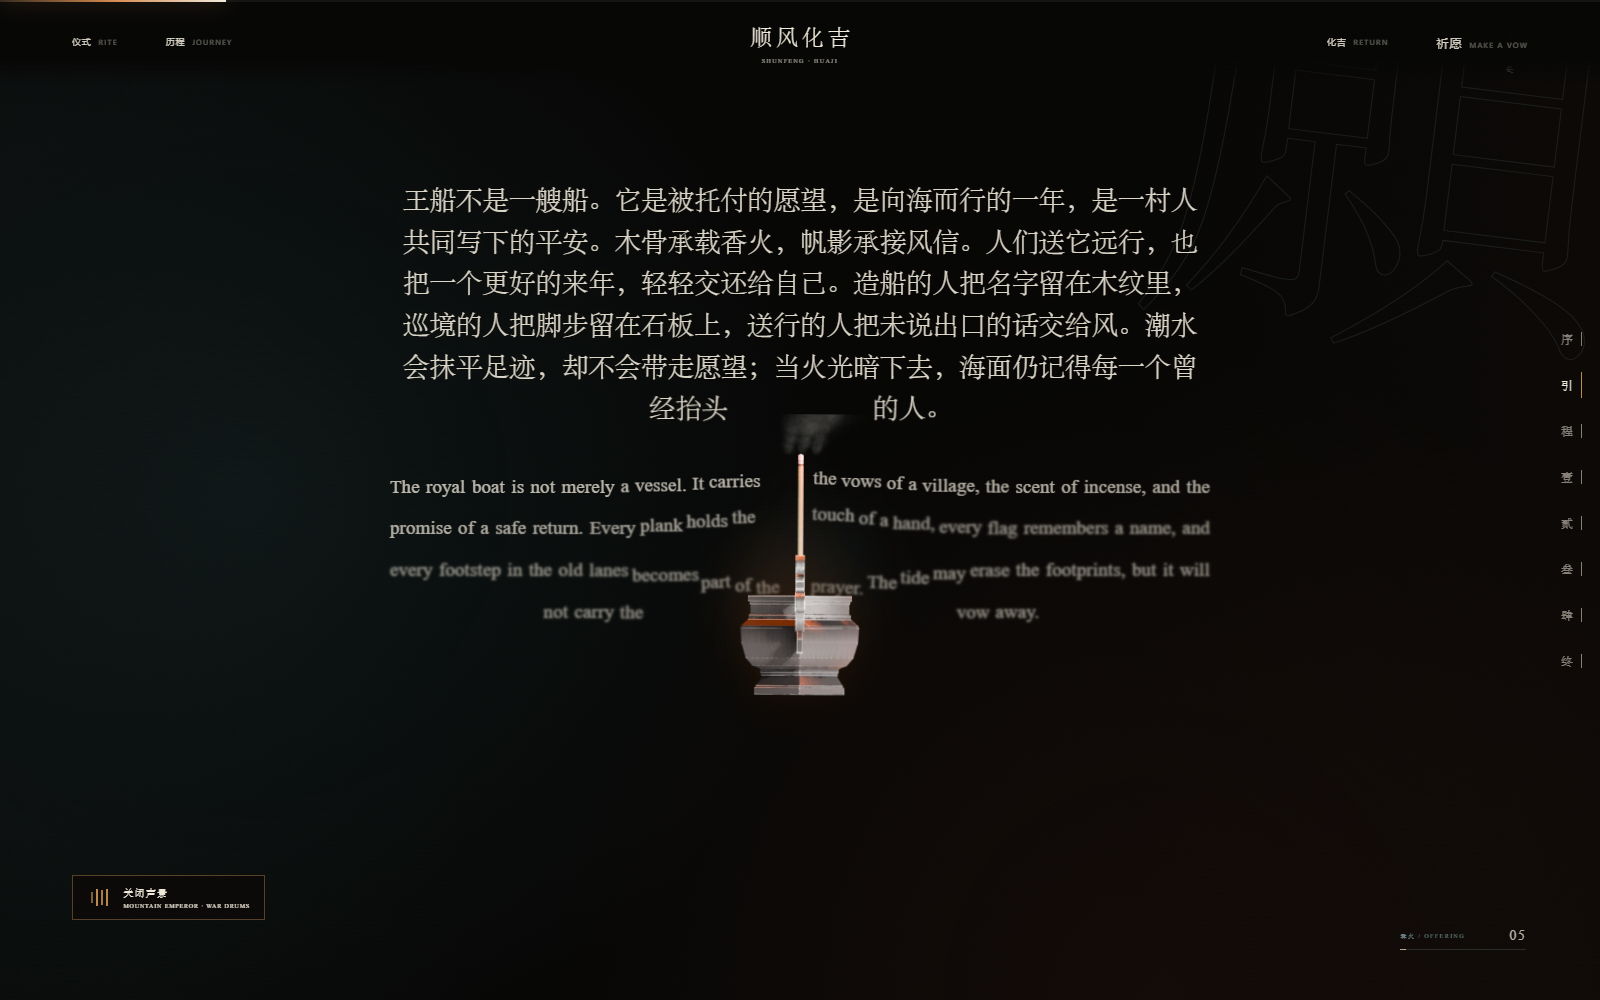 仪式 RITE
历程 JOURNEY
顺风化吉
SHUNFENG · HUAJI
化吉 RETURN
祈愿 MAKE A VOW
王船不是一艘船。它是被托付的愿望，是向海而行的一年，是一村人
共同写下的平安。木骨承载香火，帆影承接风信。人们送它远行，也
把一个更好的来年，轻轻交还给自己。造船的人把名字留在木纹里，
巡境的人把脚步留在石板上，送行的人把未说出口的话交给风。潮水
会抹平足迹，却不会带走愿望；当火光暗下去，海面仍记得每一个曾
经抬头 的人。
The royal boat is not merely a vessel. It carries the vows of a village, the scent of incense, and the
promise of a safe return. Every plank holds the touch of a hand, every flag remembers a name, and
every footstep in the old lanes becomes part of the prayer. The tide may erase the footprints, but it will
not carry the vow away.
序
引
程
壹
贰
叁
肆
终
关闭声景
MOUNTAIN EMPEROR · WAR DRUMS
/ OFFERING
05